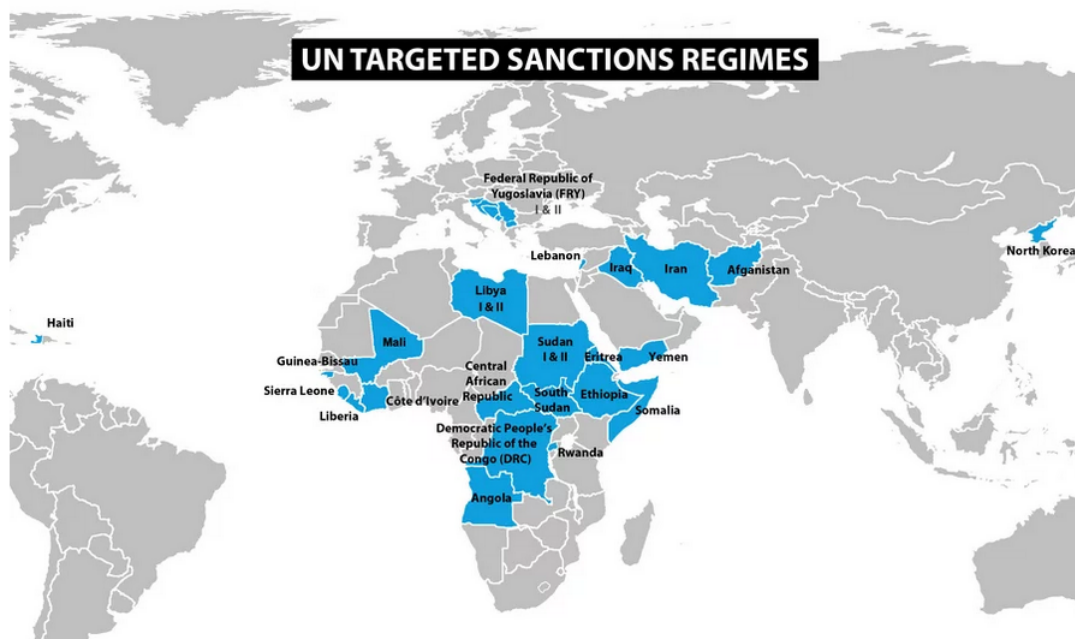 UN TARGETED SANCTIONS REGIMES
Federal Republic of
Yugoslavia (FRY)
I & II
Lebanon
Iraq
Iran
Afganistan
North Korea
Libya
I & II
Haiti
Mali
Sudan
I & II
Eritrea
Yemen
Guinea-Bissau
Central
African
Republic
Sierra Leone
Côte d'Ivoire
South
Sudan
Ethiopia
Somalia
Liberia
Democratic People's
Republic of the
Congo (DRC)
Rwanda
Angola